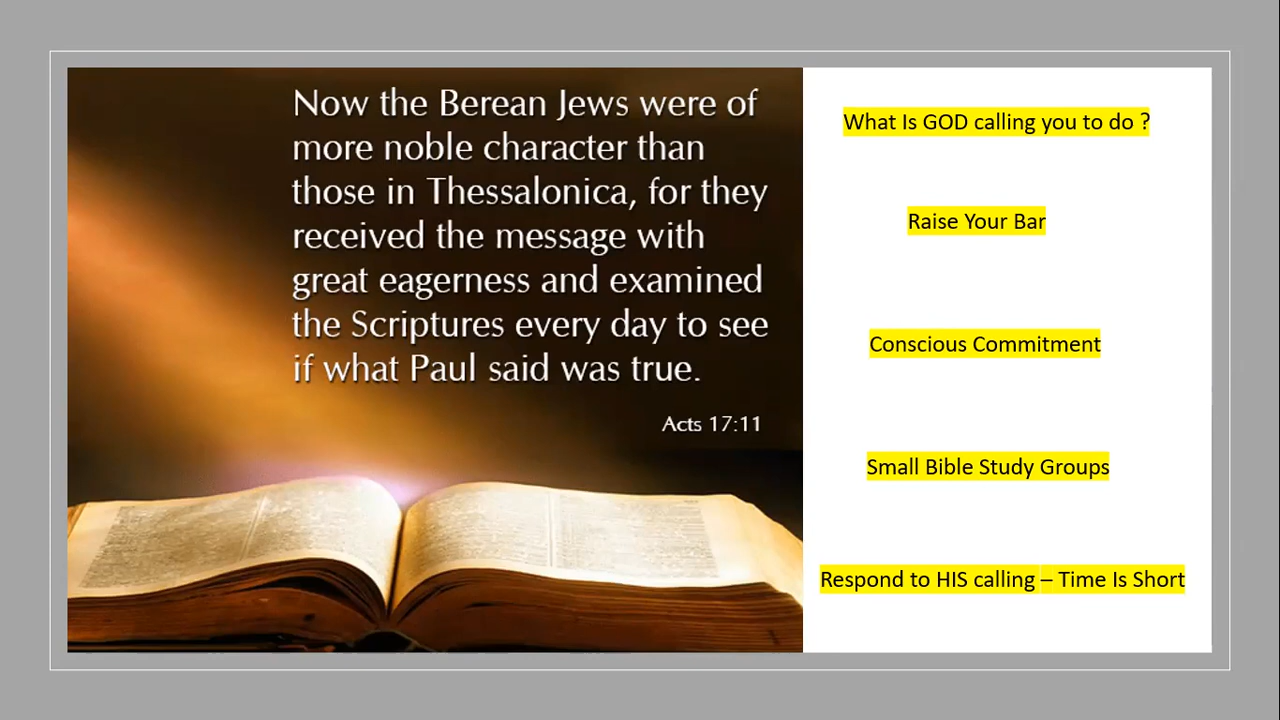 Now the Berean Jews were of
more noble character than
those in Thessalonica, for they
received the message with
great eagerness and examined
the Scriptures every day to see
if what Paul said was true.
Acts 17:11
What Is GOD calling you to do ?
Raise Your Bar
Conscious Commitment
Small Bible Study Groups
Respond to HIS calling – Time Is Short